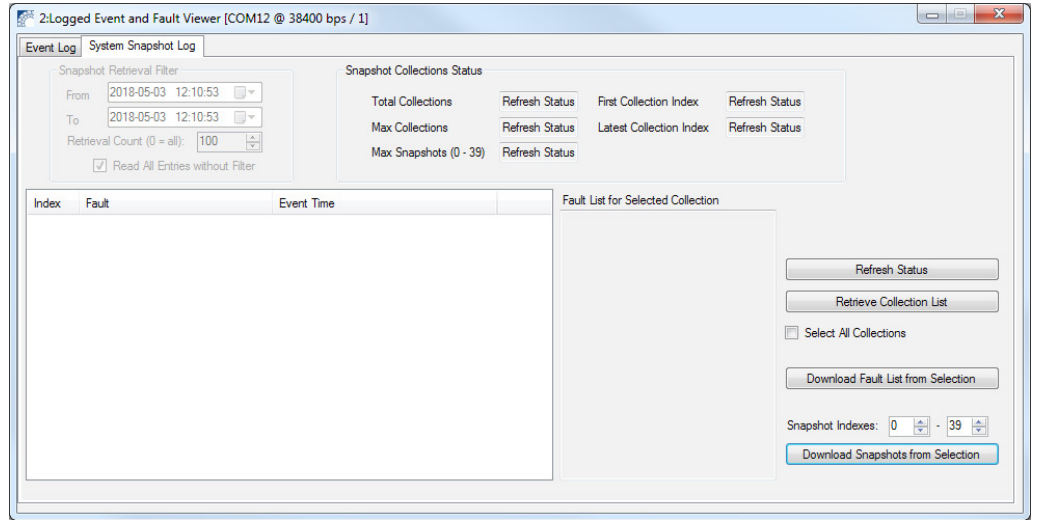 2:Logged Event and Fault Viewer [COM12 @ 38400 bps / 1]
Event Log System Snapshot Log
Snapshot Retrieval Filter
From 2018-05-03 12:10:53
To 2018-05-03 12:10:53
Retrieval Count (0 = all): 100
Read All Entries without Filter
Snapshot Collections Status
Total Collections Refresh Status First Collection Index Refresh Status
Max Collections Refresh Status Latest Collection Index Refresh Status
Max Snapshots (0 - 39) Refresh Status
Index Fault Event Time
Fault List for Selected Collection
Refresh Status
Retrieve Collection List
Select All Collections
Download Fault List from Selection
Snapshot Indexes: 0 - 39
Download Snapshots from Selection